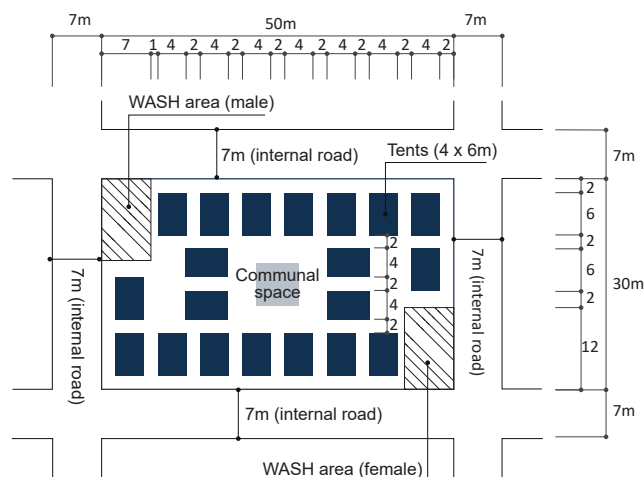 7m 50m 7m
7 1 4 2 4 2 4 2 4 2 4 2 4 2 4 2
WASH area (male)
7m (internal road)
Tents (4 x 6m)
7m
2
6
2
6
2
12
30m
7m
2
4
2
4
2
Communal
space
7m (internal road)
7m (internal road)
7m (internal road)
WASH area (female)